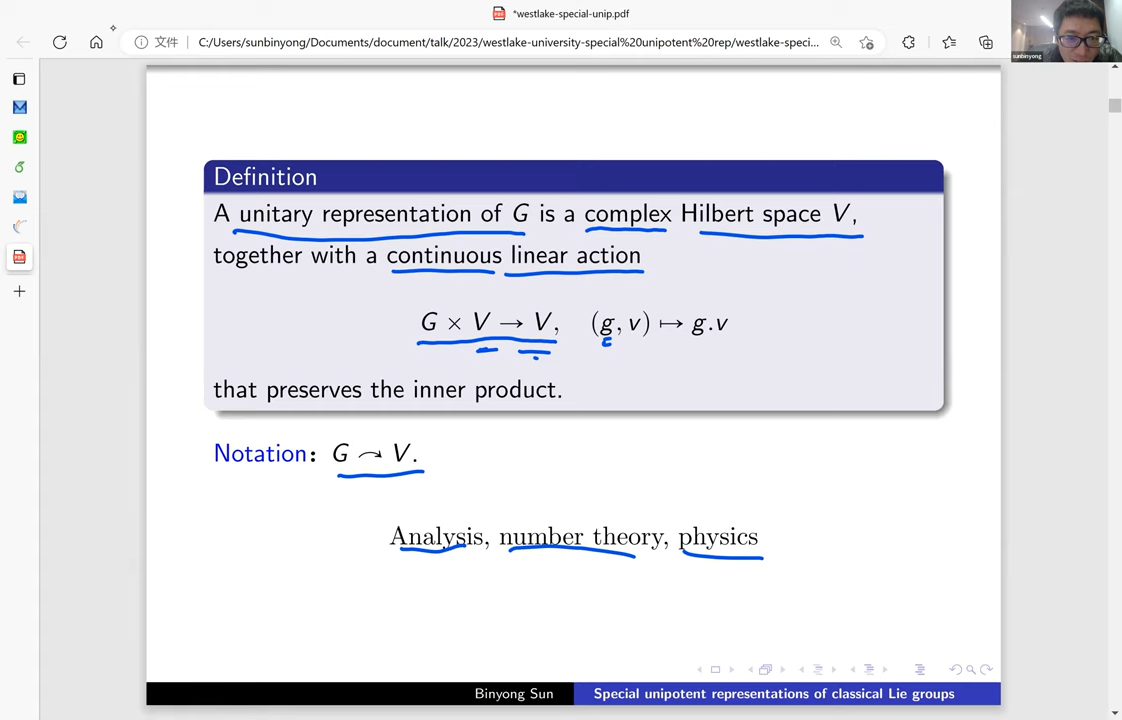 *westlake-special-unip.pdf
文件 C:/Users/sunbinyong/Documents/document/talk/2023/westlake-university-special%20unipotent%20rep/westlake-speci...
sunbinyong
Definition
A unitary representation of G is a complex Hilbert space V,
together with a continuous linear action
G × V → V, (g, v) ↦ g.v
that preserves the inner product.
Notation: G ↷ V.
Analysis, number theory, physics
Binyong Sun Special unipotent representations of classical Lie groups